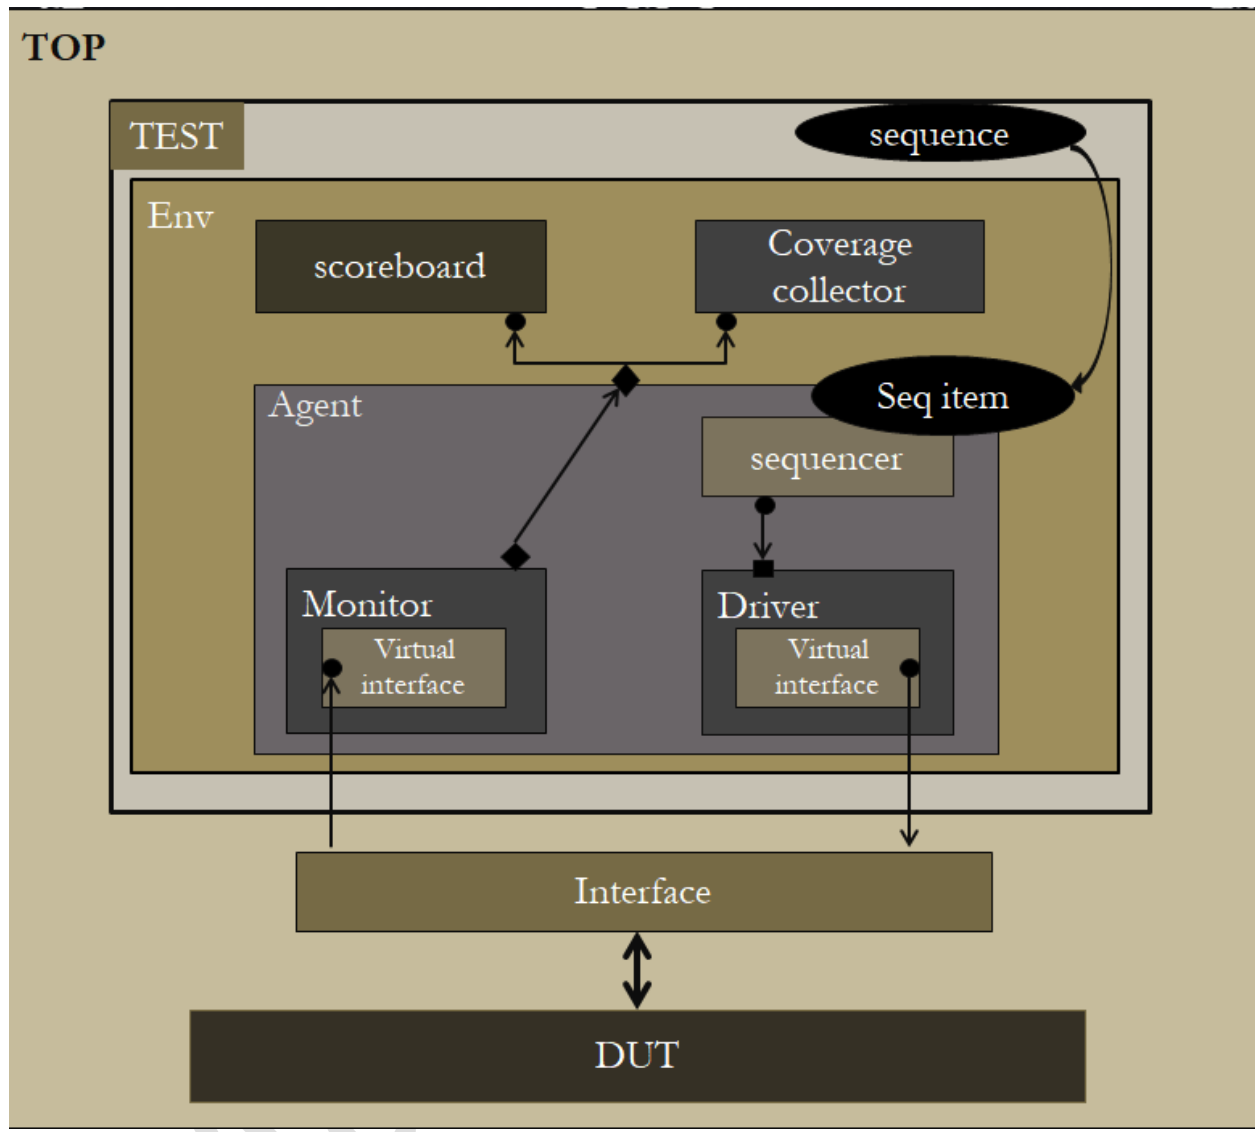 TOP
TEST
sequence
Env
scoreboard
Coverage
collector
Agent
Seq item
sequencer
Monitor
Virtual
interface
Driver
Virtual
interface
Interface
DUT